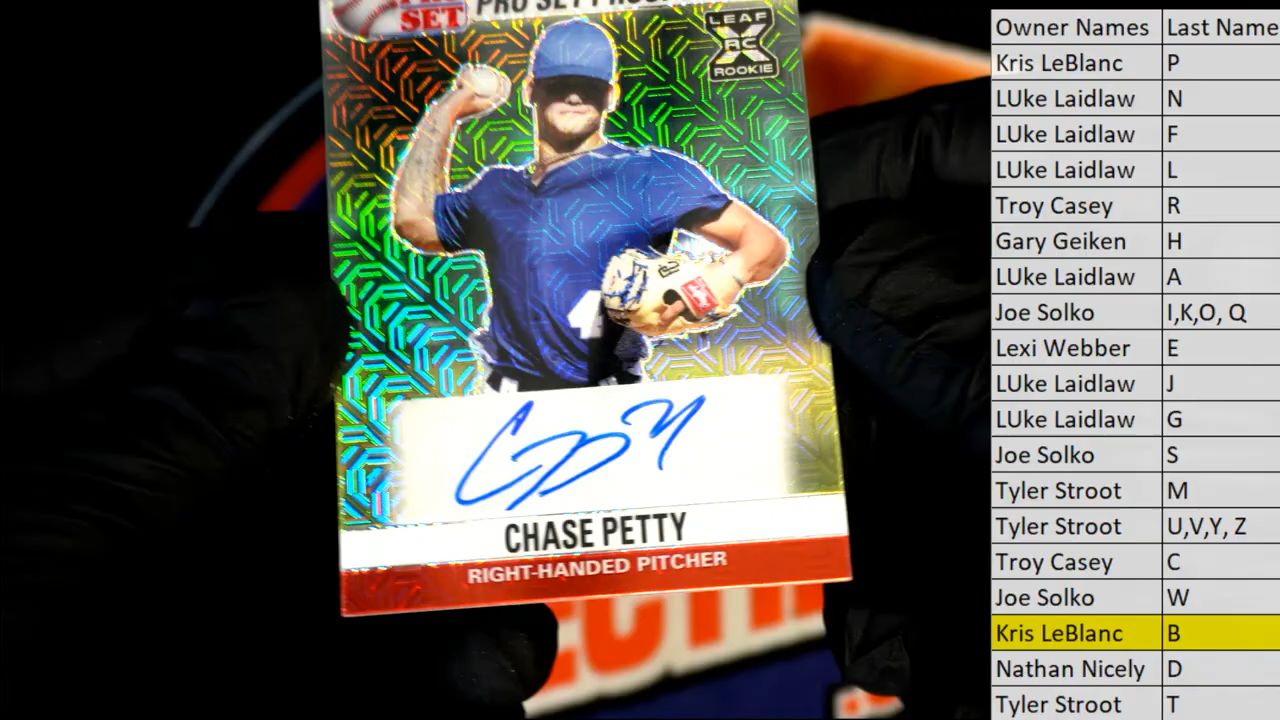 SET
PRO SET
LEAF
RC
ROOKIE
CHASE PETTY
RIGHT-HANDED PITCHER
Owner Names Last Name
Kris LeBlanc P
LUke Laidlaw N
LUke Laidlaw F
LUke Laidlaw L
Troy Casey R
Gary Geiken H
LUke Laidlaw A
Joe Solko I,K,O, Q
Lexi Webber E
LUke Laidlaw J
LUke Laidlaw G
Joe Solko S
Tyler Stroot M
Tyler Stroot U,V,Y, Z
Troy Casey C
Joe Solko W
Kris LeBlanc B
Nathan Nicely D
Tyler Stroot T